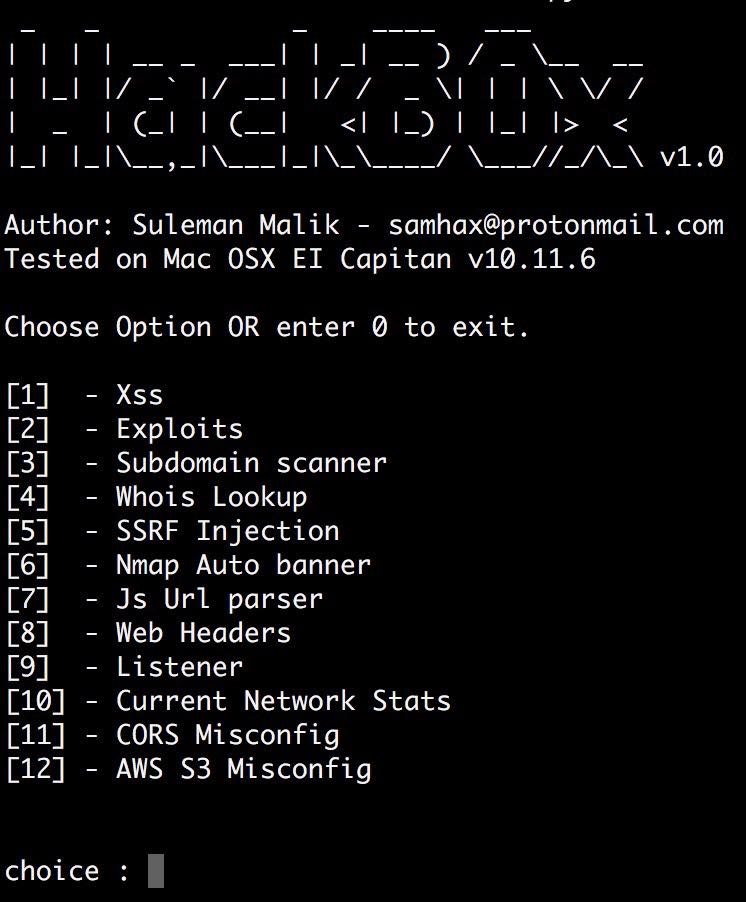 HackB0x v1.0
Author: Suleman Malik - samhax@protonmail.com
Tested on Mac OSX EI Capitan v10.11.6
Choose Option OR enter 0 to exit.
[1]  - Xss
[2]  - Exploits
[3]  - Subdomain scanner
[4]  - Whois Lookup
[5]  - SSRF Injection
[6]  - Nmap Auto banner
[7]  - Js Url parser
[8]  - Web Headers
[9]  - Listener
[10] - Current Network Stats
[11] - CORS Misconfig
[12] - AWS S3 Misconfig
choice :